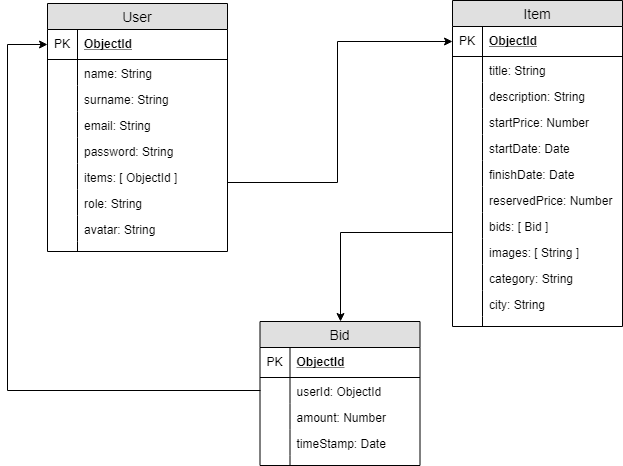 User
PK ObjectId
name: String
surname: String
email: String
password: String
items: [ ObjectId ]
role: String
avatar: String
Item
PK ObjectId
title: String
description: String
startPrice: Number
startDate: Date
finishDate: Date
reservedPrice: Number
bids: [ Bid ]
images: [ String ]
category: String
city: String
Bid
PK ObjectId
userId: ObjectId
amount: Number
timeStamp: Date